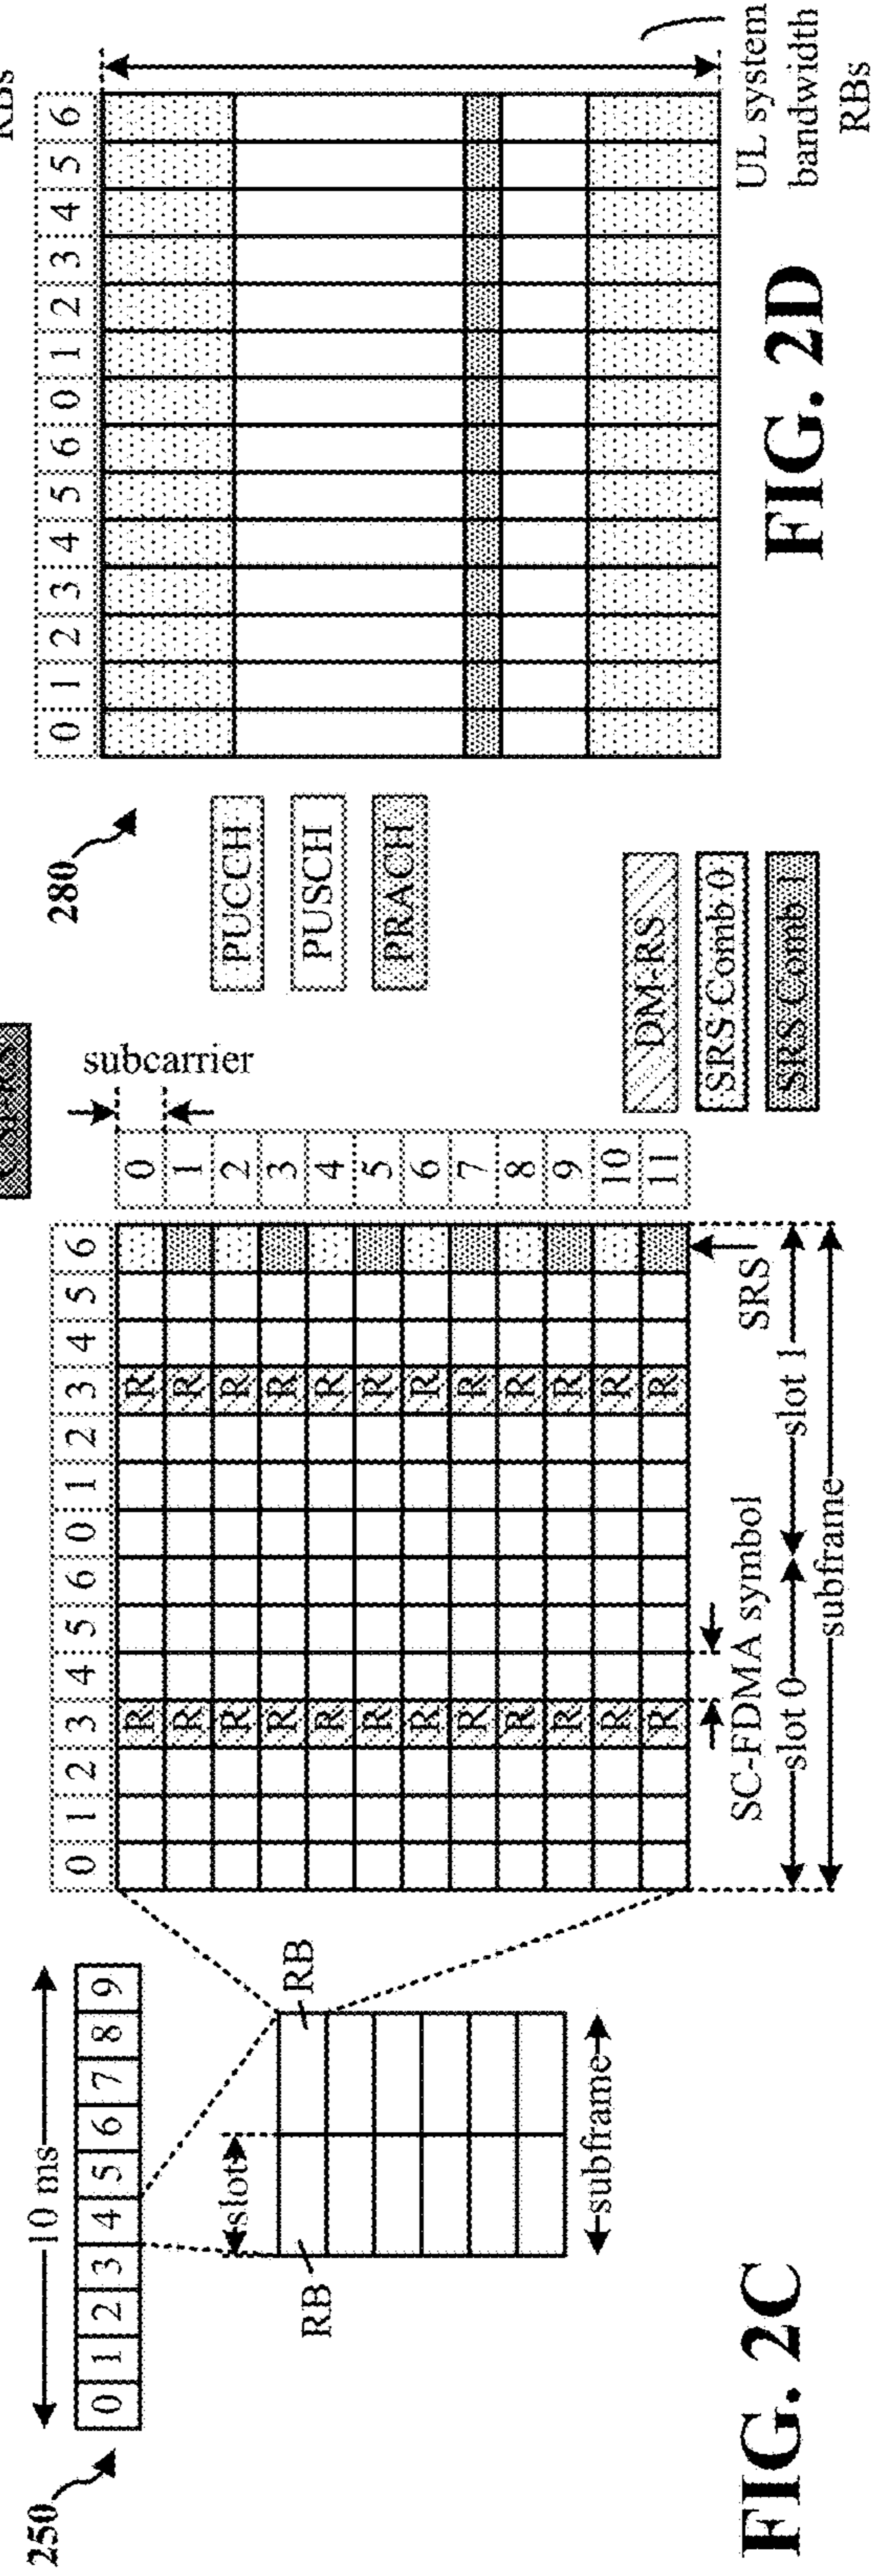 250
10 ms
0 1 2 3 4 5 6 7 8 9
RB
slot
RB
subframe
FIG. 2C
0 1 2 3 4 5 6 0 1 2 3 4 5 6
R R
R R
R R
R R
R R
R R
R R
R R
R R
R R
R R
R R
subcarrier
0
1
2
3
4
5
6
7
8
9
10
11
SC-FDMA symbol
SRS
slot 0
slot 1
subframe
DM-RS
SRS Comb 0
SRS Comb 1
280
PUCCH
PUSCH
PRACH
0 1 2 3 4 5 6 0 1 2 3 4 5 6
UL system
bandwidth
RBs
FIG. 2D